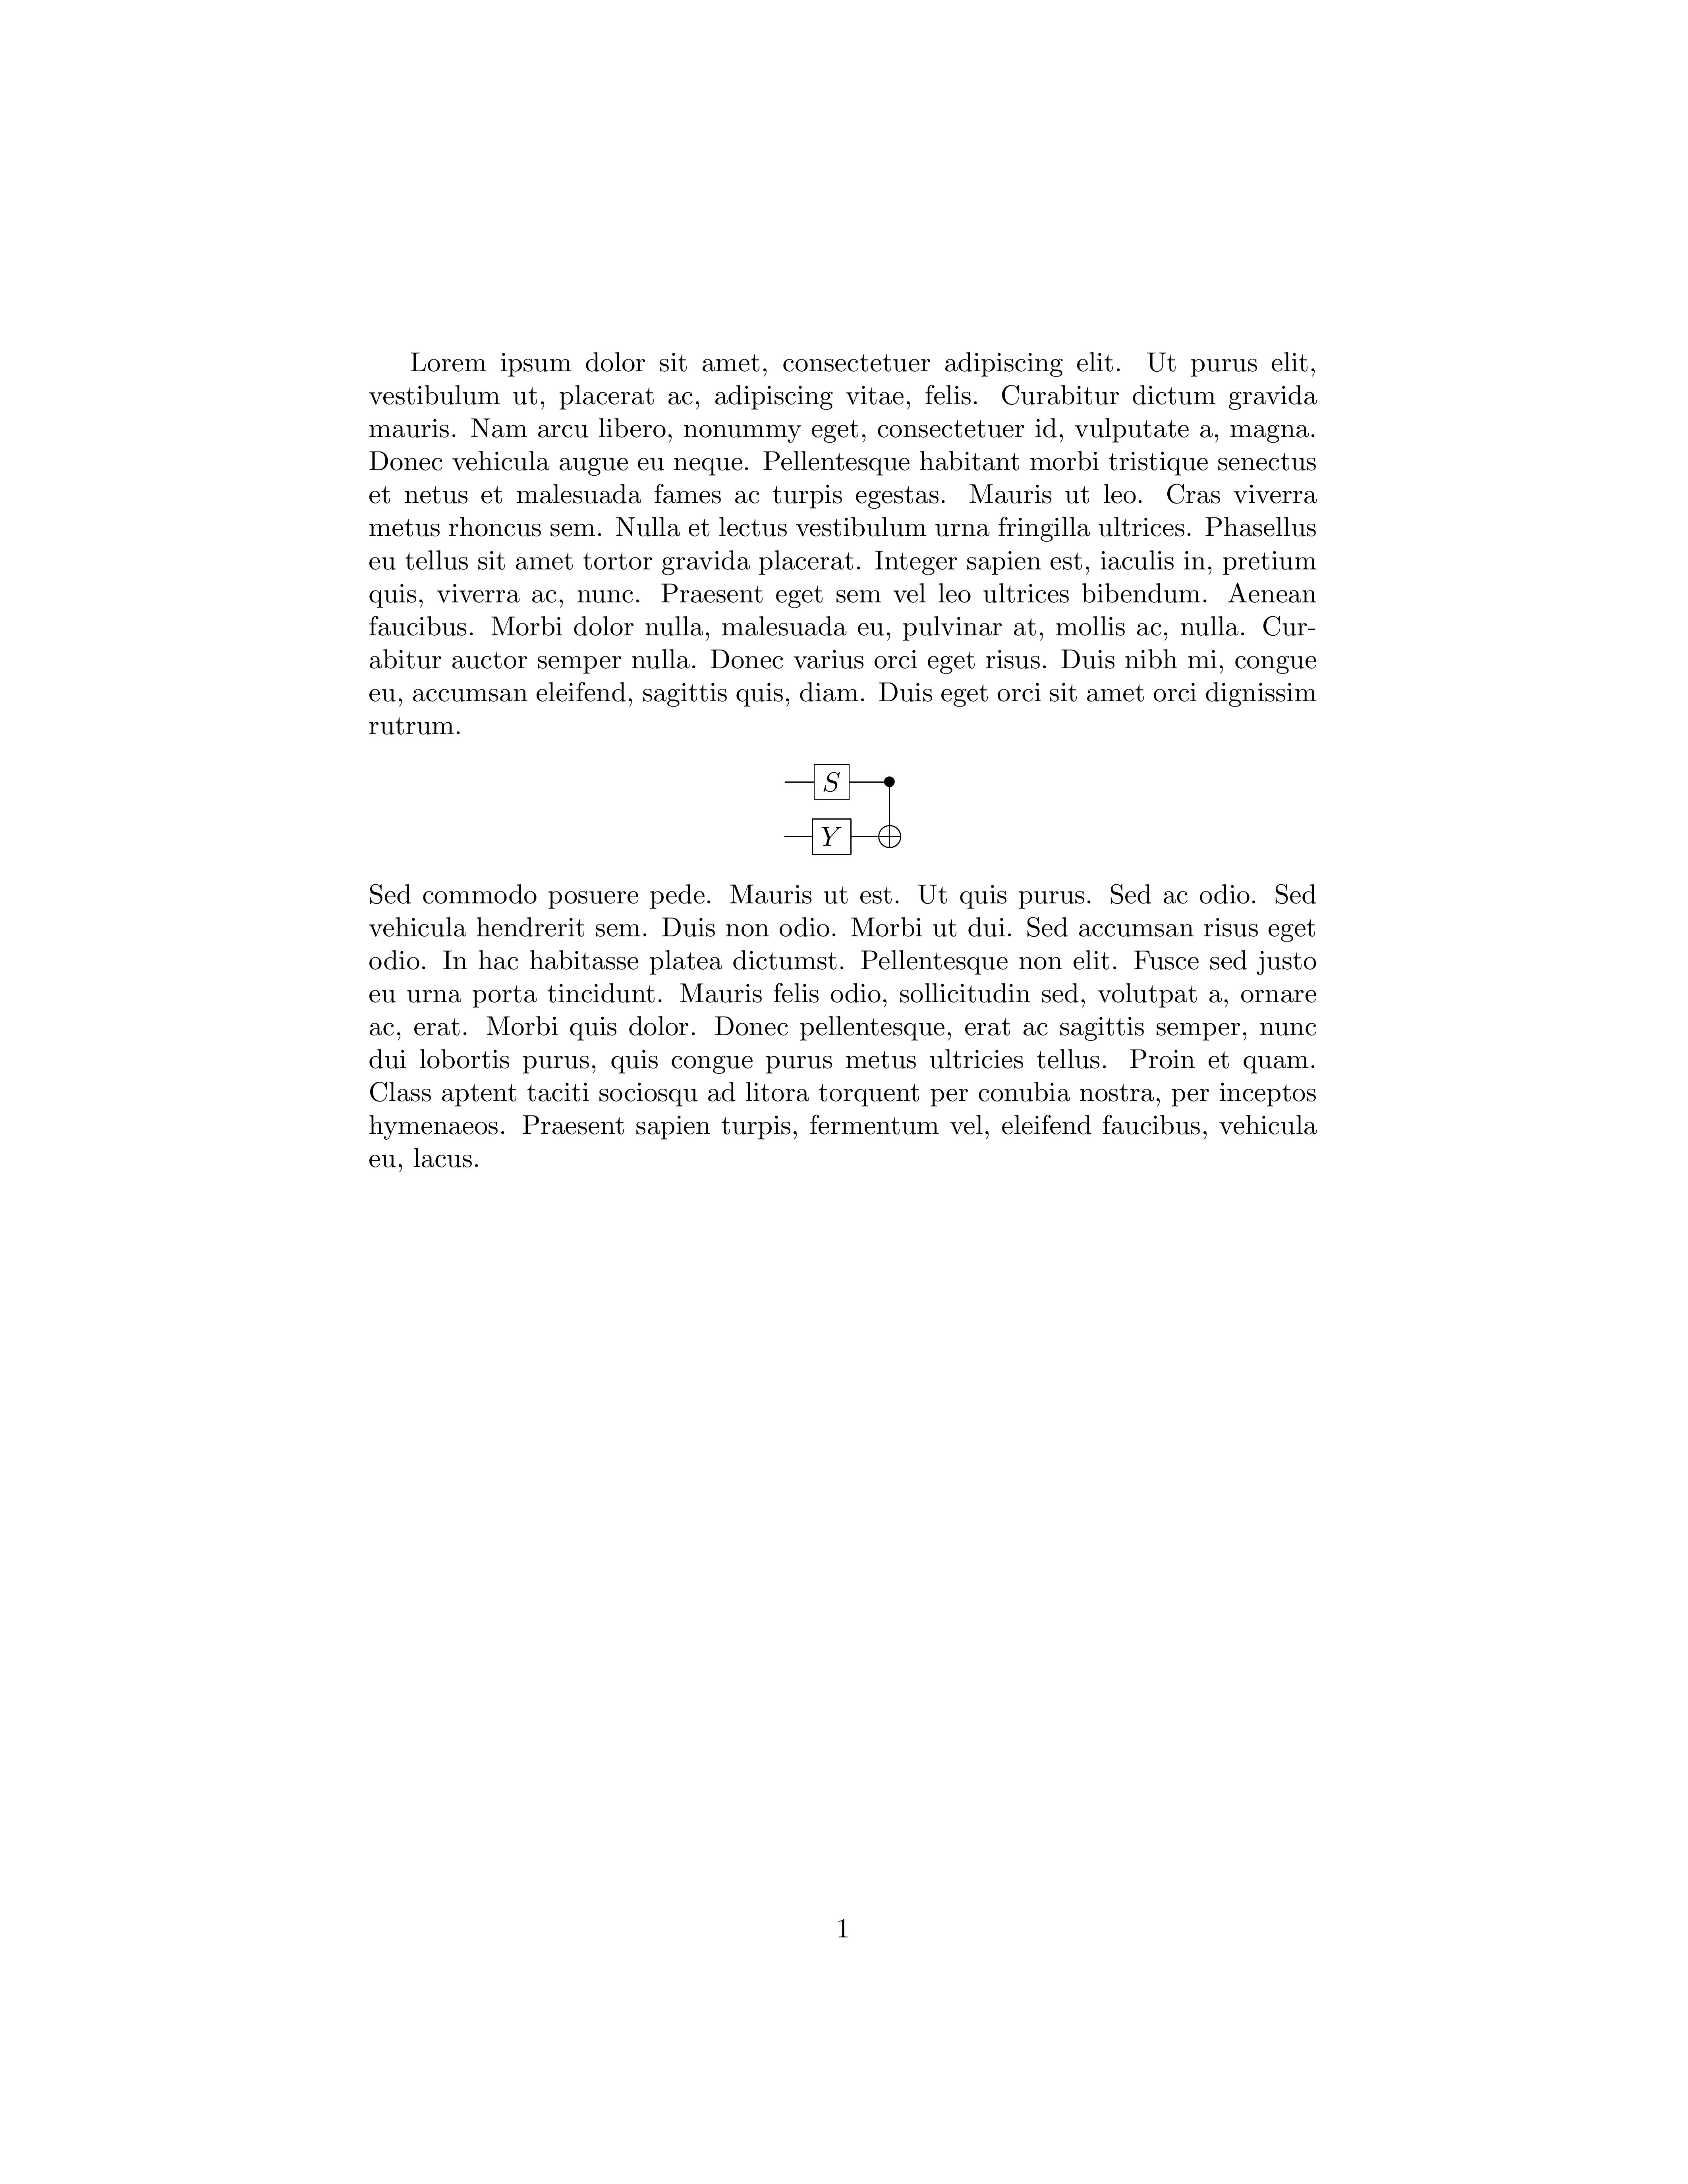 Lorem ipsum dolor sit amet, consectetuer adipiscing elit. Ut purus elit,
vestibulum ut, placerat ac, adipiscing vitae, felis. Curabitur dictum gravida
mauris. Nam arcu libero, nonummy eget, consectetuer id, vulputate a, magna.
Donec vehicula augue eu neque. Pellentesque habitant morbi tristique senectus
et netus et malesuada fames ac turpis egestas. Mauris ut leo. Cras viverra
metus rhoncus sem. Nulla et lectus vestibulum urna fringilla ultrices. Phasellus
eu tellus sit amet tortor gravida placerat. Integer sapien est, iaculis in, pretium
quis, viverra ac, nunc. Praesent eget sem vel leo ultrices bibendum. Aenean
faucibus. Morbi dolor nulla, malesuada eu, pulvinar at, mollis ac, nulla. Cur-
abitur auctor semper nulla. Donec varius orci eget risus. Duis nibh mi, congue
eu, accumsan eleifend, sagittis quis, diam. Duis eget orci sit amet orci dignissim
rutrum.
S
Y
Sed commodo posuere pede. Mauris ut est. Ut quis purus. Sed ac odio. Sed
vehicula hendrerit sem. Duis non odio. Morbi ut dui. Sed accumsan risus eget
odio. In hac habitasse platea dictumst. Pellentesque non elit. Fusce sed justo
eu urna porta tincidunt. Mauris felis odio, sollicitudin sed, volutpat a, ornare
ac, erat. Morbi quis dolor. Donec pellentesque, erat ac sagittis semper, nunc
dui lobortis purus, quis congue purus metus ultricies tellus. Proin et quam.
Class aptent taciti sociosqu ad litora torquent per conubia nostra, per inceptos
hymenaeos. Praesent sapien turpis, fermentum vel, eleifend faucibus, vehicula
eu, lacus.
1